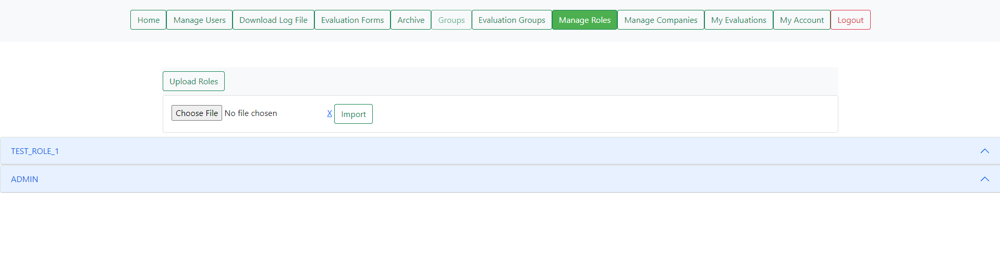 Home Manage Users Download Log File Evaluation Forms Archive Groups Evaluation Groups Manage Roles Manage Companies My Evaluations My Account Logout
Upload Roles
Choose File No file chosen X Import
TEST_ROLE_1
ADMIN